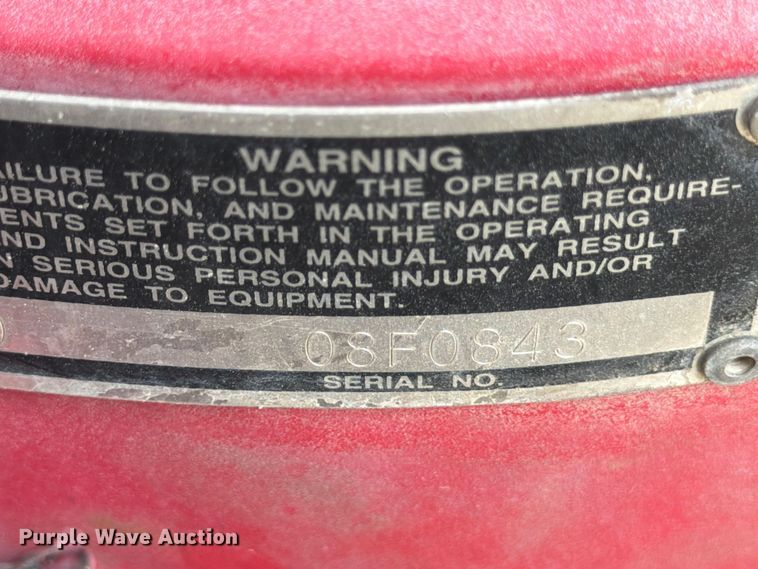 WARNING
AILURE TO FOLLOW THE OPERATION,
UBRICATION, AND MAINTENANCE REQUIRE-
ENTS SET FORTH IN THE OPERATING
ND INSTRUCTION MANUAL MAY RESULT
N SERIOUS PERSONAL INJURY AND/OR
DAMAGE TO EQUIPMENT.
08F0843
SERIAL NO.
Purple Wave Auction